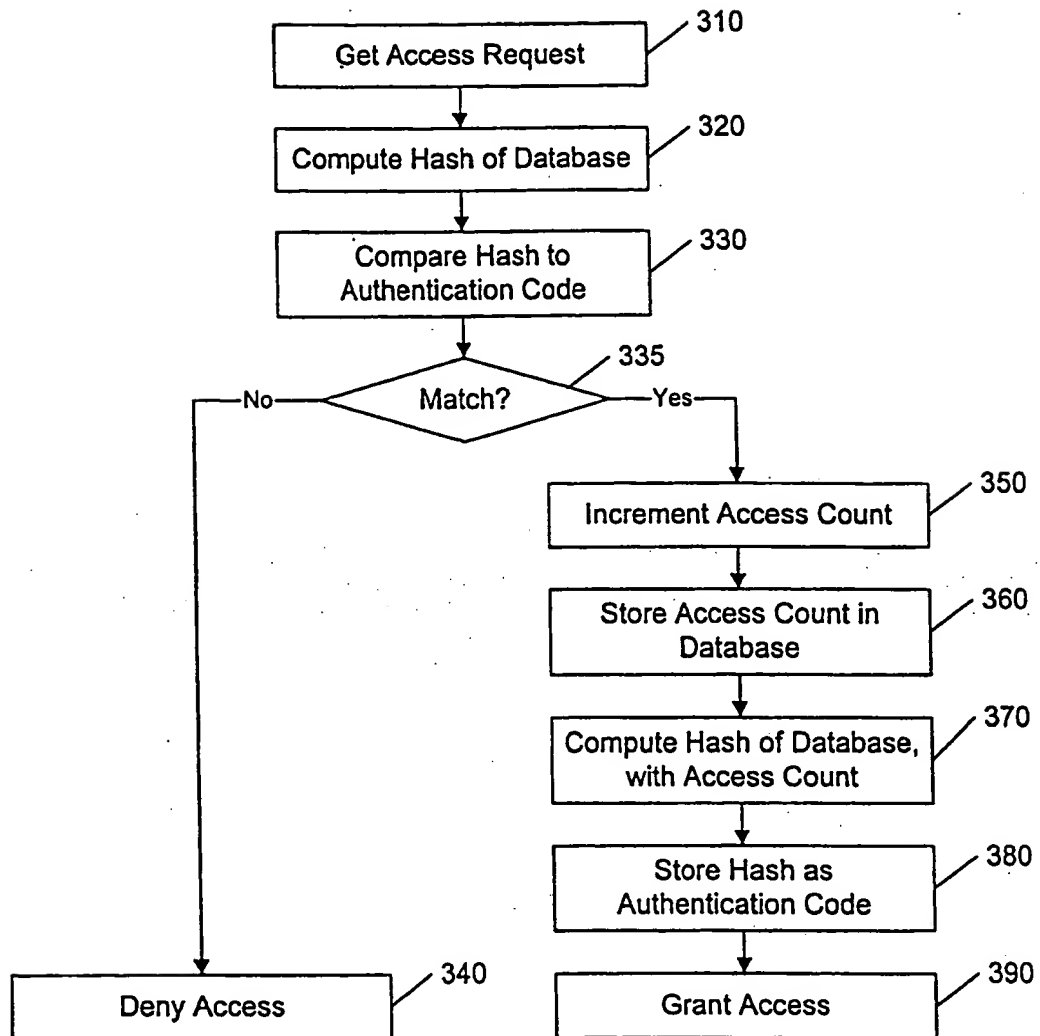 310
Get Access Request
320
Compute Hash of Database
330
Compare Hash to
Authentication Code
335
Match?
No
Yes
350
Increment Access Count
360
Store Access Count in
Database
370
Compute Hash of Database,
with Access Count
380
Store Hash as
Authentication Code
340
Deny Access
390
Grant Access